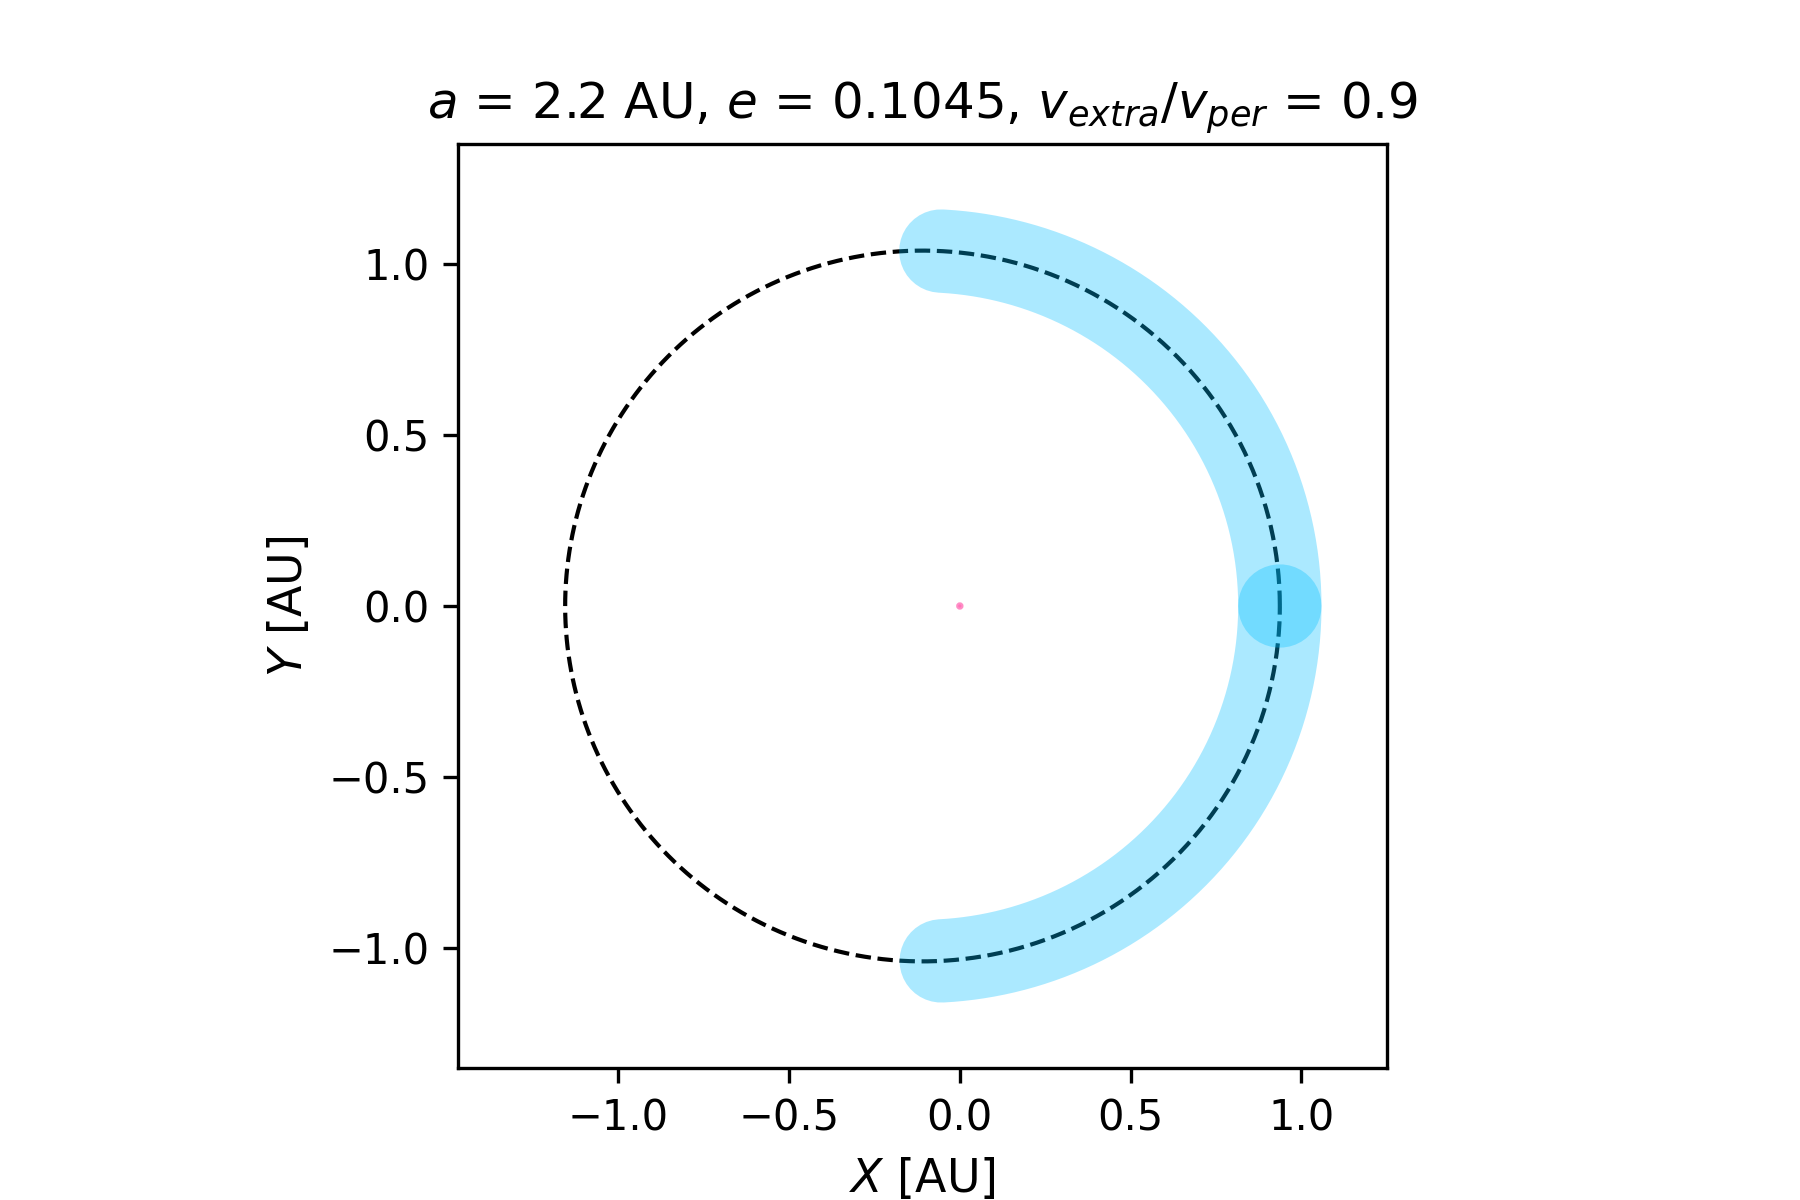 a = 2.2 AU, e = 0.1045, v_extra/v_per = 0.9
1.0
0.5
0.0
−0.5
−1.0
Y [AU]
−1.0 −0.5 0.0 0.5 1.0
X [AU]